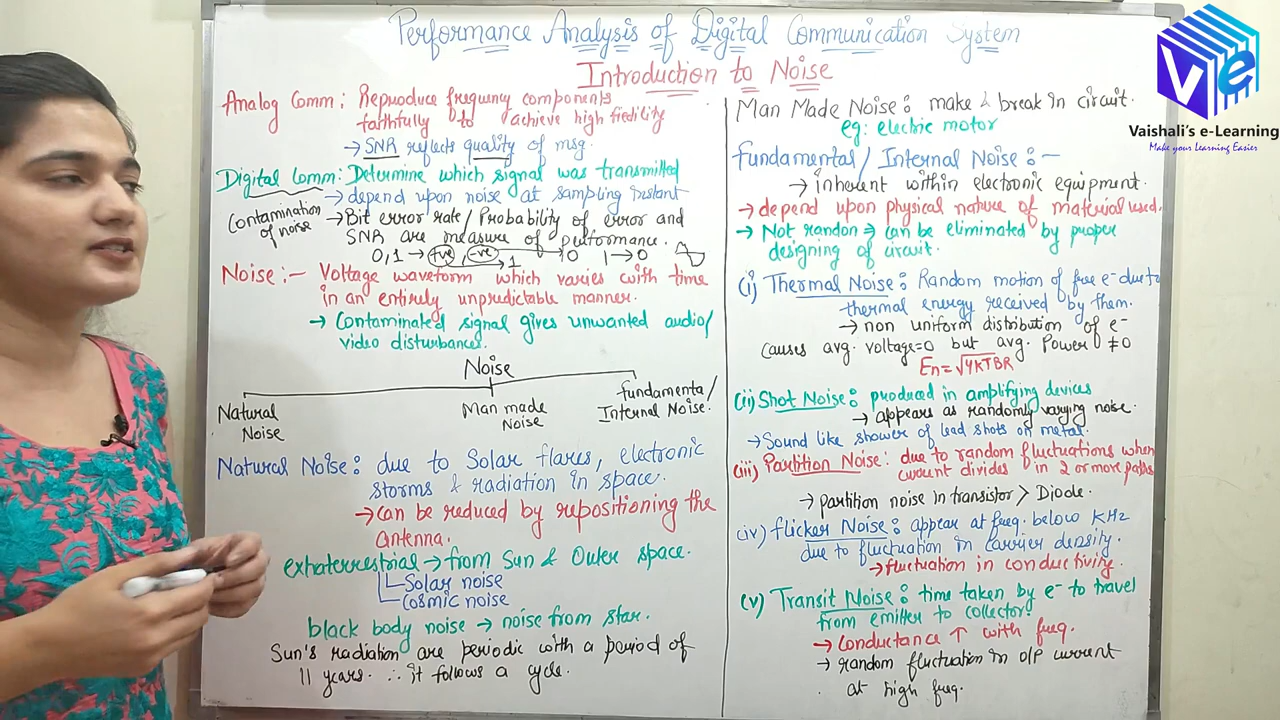 Performance Analysis of Digital Communication System
Introduction to Noise
Analog Comm: Reproduce frequency components
faithfully to achieve high fiedility
→ SNR reflects quality of msg.
Digital Comm: Determine which signal was transmitted
→ depend upon noise at sampling instant
Contamination
of noise
→ Bit error rate/Probability of error and
SNR are measure of performance.
0,1 → +ve, -ve → 0 1 → 0
→ 1
Noise:- Voltage waveform which varies with time
in an entirely unpredictable manner.
→ Contaminated signal gives unwanted audio/
video disturbances.
Noise
Natural
Noise
Man made
Noise
fundamenta/
Internal Noise.
Natural Noise: due to Solar flares, electronic
storms & radiation in space.
→ can be reduced by repositioning the
antenna.
exhaterrestrial → from Sun & Outer space.
Solar noise
Cosmic noise
black body noise → noise from star.
Sun's radiation are periodic with a period of
11 years. ∴ it follows a cycle.
Man Made Noise: make & break in circuit.
eg: electric motor
fundamental/Internal Noise:-
→ inherent within electronic equipment.
→ depend upon physical nature of material used.
→ Not randon ⇒ can be eliminated by proper
designing of circuit.
(i) Thermal Noise: Random motion of free e- due to
thermal energy received by them.
→ non uniform distribution of e-
causes avg. voltage=0 but avg. Power ≠0
En = √4KTBR
(ii) Shot Noise: produced in amplifying devices
→ appears as randomly varying noise.
→ Sound like shower of lead shots on metal.
(iii) Partition Noise: due to random fluctuations when
current divides in 2 or more paths
→ partition noise in transistor > Diode.
(iv) flicker Noise: appear at freq. below KHz
due to fluctuation in carrier density.
→ fluctuation in conductivity.
(v) Transit Noise: time taken by e- to travel
from emitter to collector.
→ Conductance ↑ with freq.
→ random fluctuation in O/P current
at high freq.
Ve
Vaishali's e-Learning
Make your Learning Easier